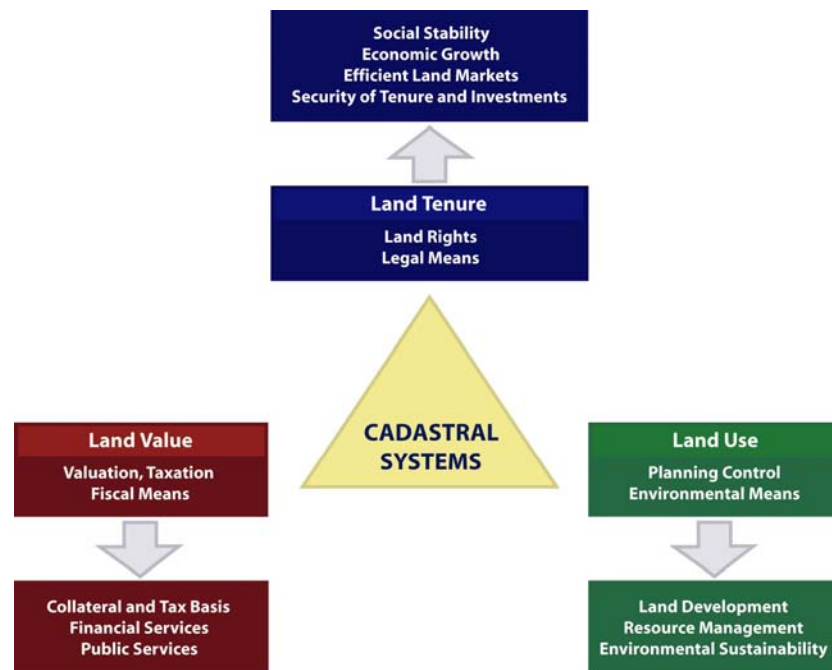 Social Stability
Economic Growth
Efficient Land Markets
Security of Tenure and Investments
Land Tenure
Land Rights
Legal Means
CADASTRAL
SYSTEMS
Land Value
Valuation, Taxation
Fiscal Means
Collateral and Tax Basis
Financial Services
Public Services
Land Use
Planning Control
Environmental Means
Land Development
Resource Management
Environmental Sustainability